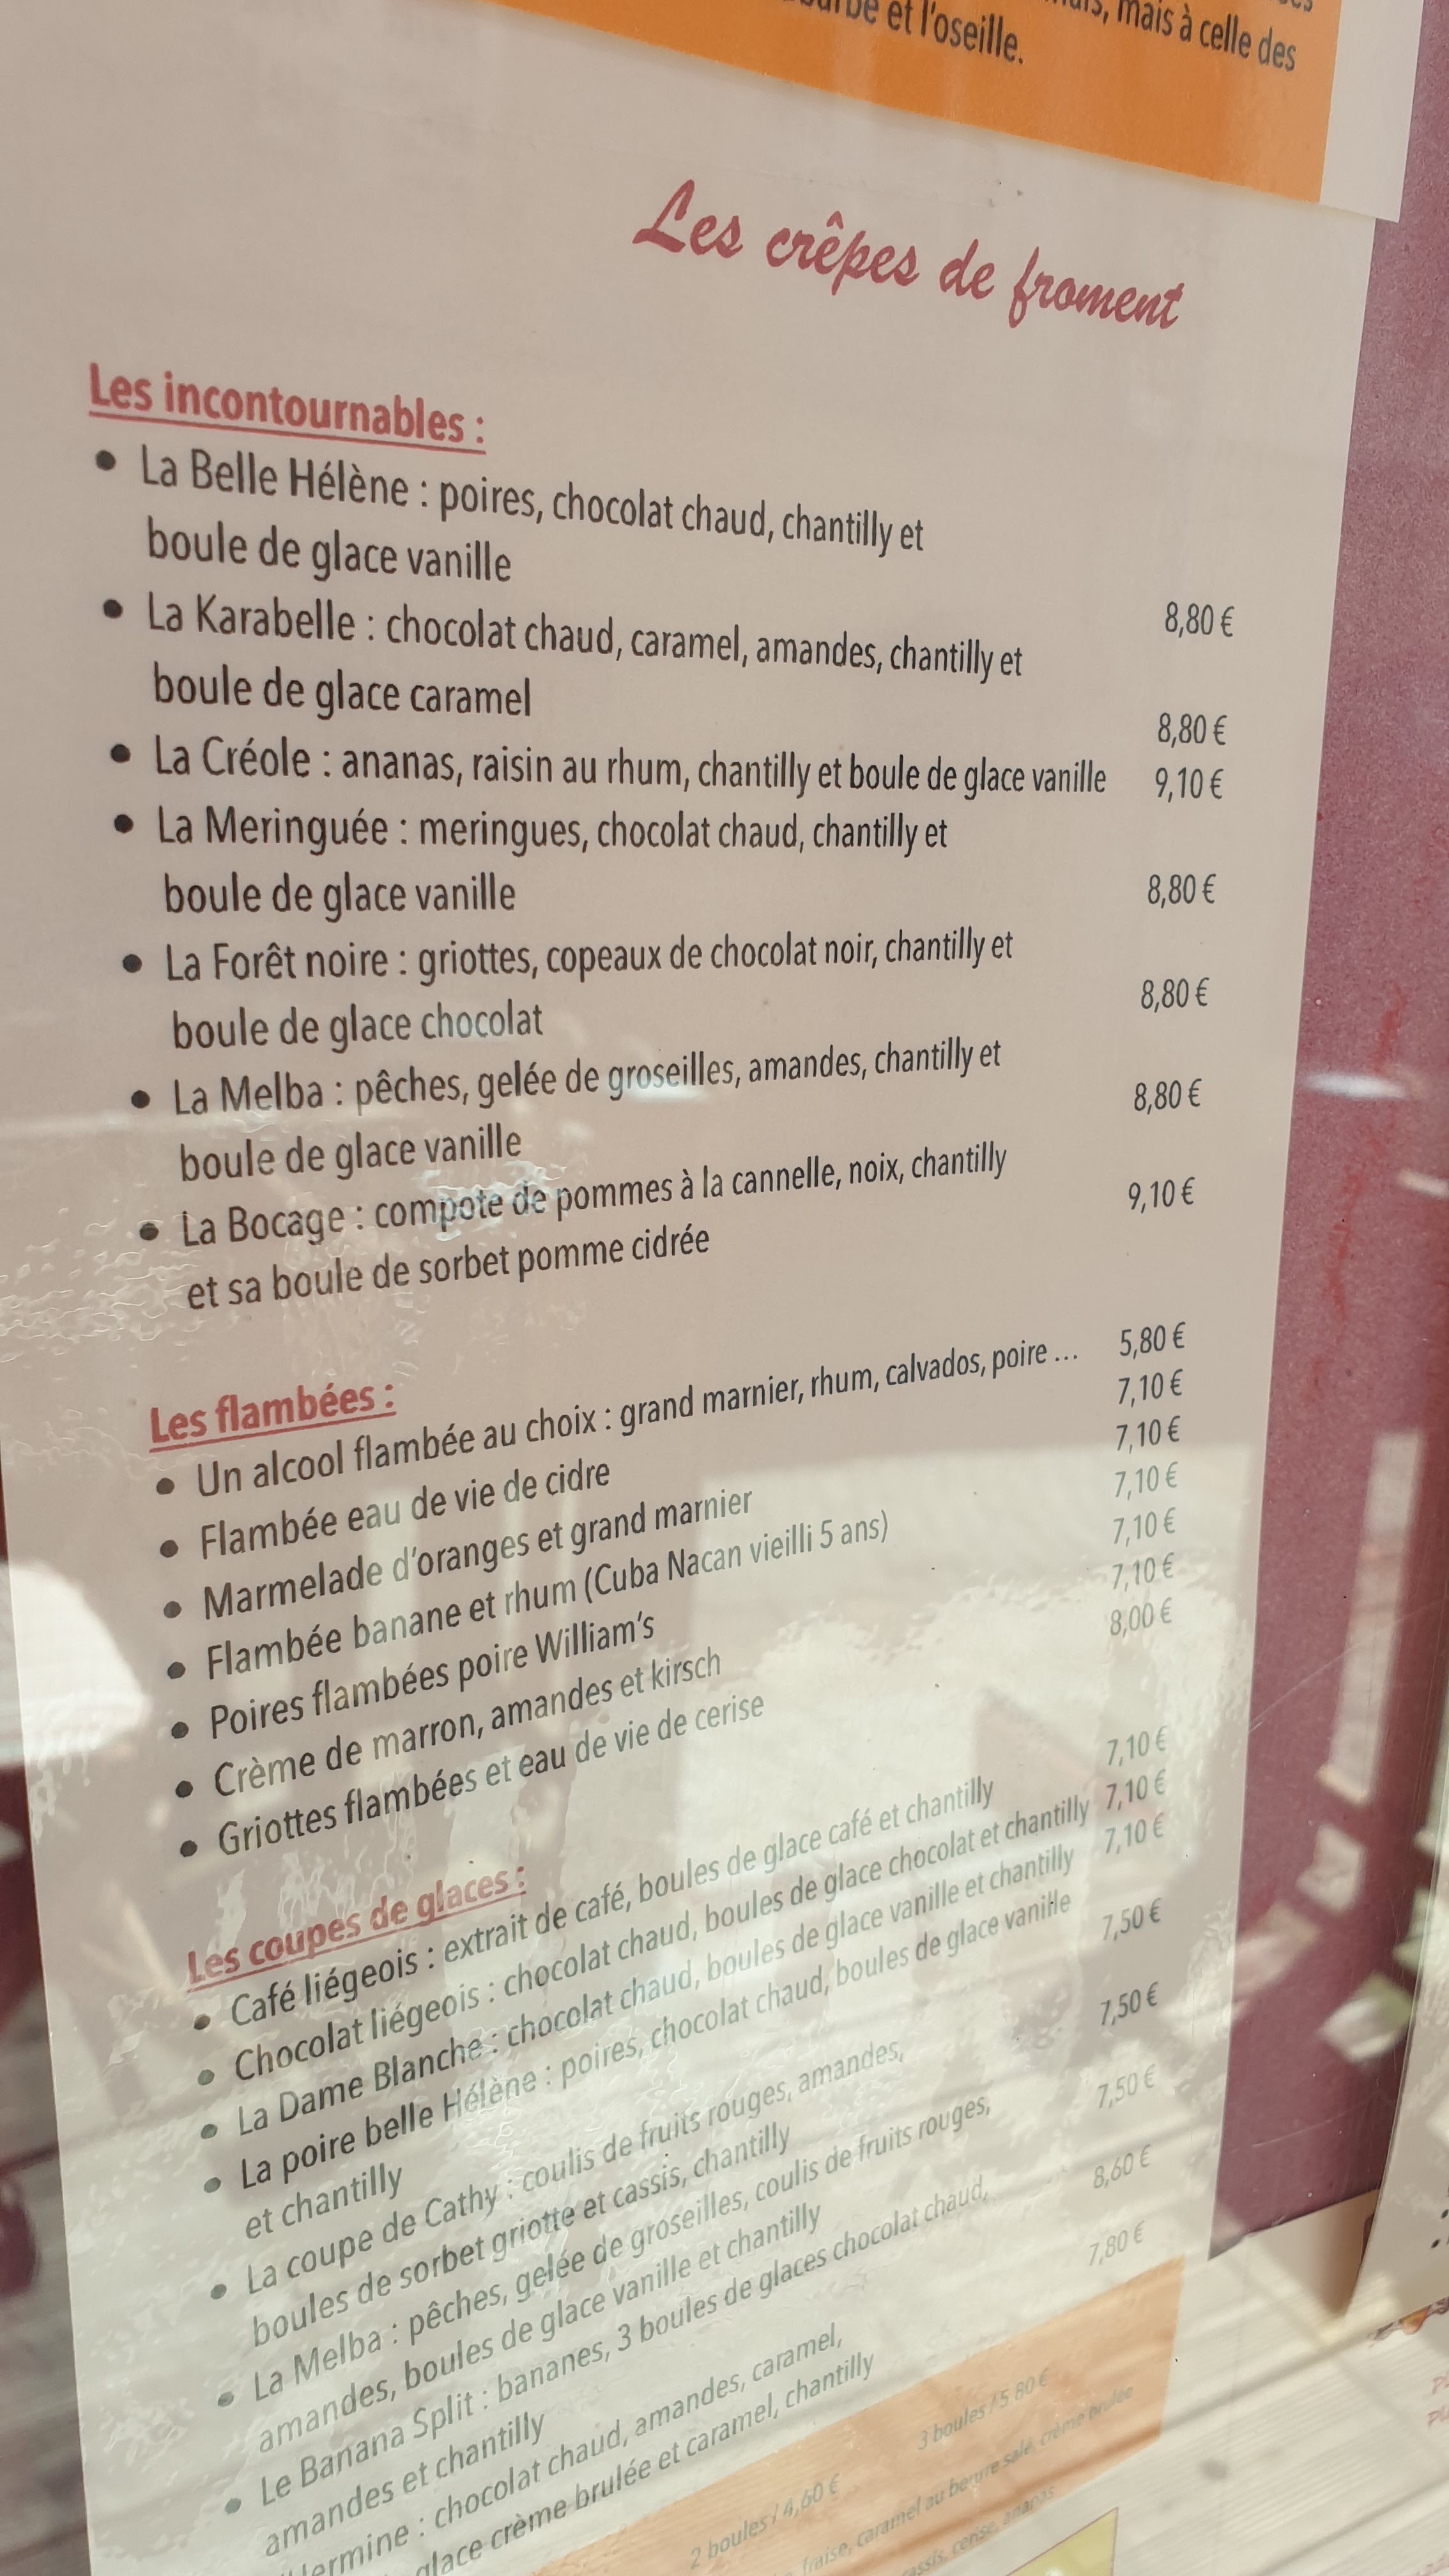 et l'oseille.
mais à celle des
Les crêpes de froment
Les incontournables :
• La Belle Hélène : poires, chocolat chaud, chantilly et
boule de glace vanille 8,80 €
• La Karabelle : chocolat chaud, caramel, amandes, chantilly et
boule de glace caramel 8,80 €
• La Créole : ananas, raisin au rhum, chantilly et boule de glace vanille 9,10 €
• La Meringuée : meringues, chocolat chaud, chantilly et
boule de glace vanille 8,80 €
• La Forêt noire : griottes, copeaux de chocolat noir, chantilly et
boule de glace chocolat 8,80 €
• La Melba : pêches, gelée de groseilles, amandes, chantilly et
boule de glace vanille 8,80 €
• La Bocage : compote de pommes à la cannelle, noix, chantilly
et sa boule de sorbet pomme cidrée 9,10 €
Les flambées :
• Un alcool flambée au choix : grand marnier, rhum, calvados, poire ... 5,80 €
• Flambée eau de vie de cidre 7,10 €
• Marmelade d'oranges et grand marnier 7,10 €
• Flambée banane et rhum (Cuba Nacan vieilli 5 ans) 7,10 €
• Poires flambées poire William's 7,10 €
• Crème de marron, amandes et kirsch 7,10 €
• Griottes flambées et eau de vie de cerise 8,00 €
Les coupes de glaces :
• Café liégeois : extrait de café, boules de glace café et chantilly 7,10 €
• Chocolat liégeois : chocolat chaud, boules de glace chocolat et chantilly 7,10 €
• La Dame Blanche : chocolat chaud, boules de glace vanille et chantilly 7,10 €
• La poire belle Hélène : poires, chocolat chaud, boules de glace vanille
et chantilly 7,50 €
• La coupe de Cathy : coulis de fruits rouges, amandes,
boules de sorbet griotte et cassis, chantilly 7,50 €
• La Melba : pêches, gelée de groseilles, coulis de fruits rouges,
amandes, boules de glace vanille et chantilly 7,50 €
• Le Banana Split : bananes, 3 boules de glaces chocolat chaud,
amandes et chantilly 8,60 €
: chocolat chaud, amandes, caramel,
glace crème brulée et caramel, chantilly 7,80 €
2 boules / 4,60 € 3 boules / 5,80 €
fraise, caramel au beurre salé, crème brulée
cassis, cerise, ananas